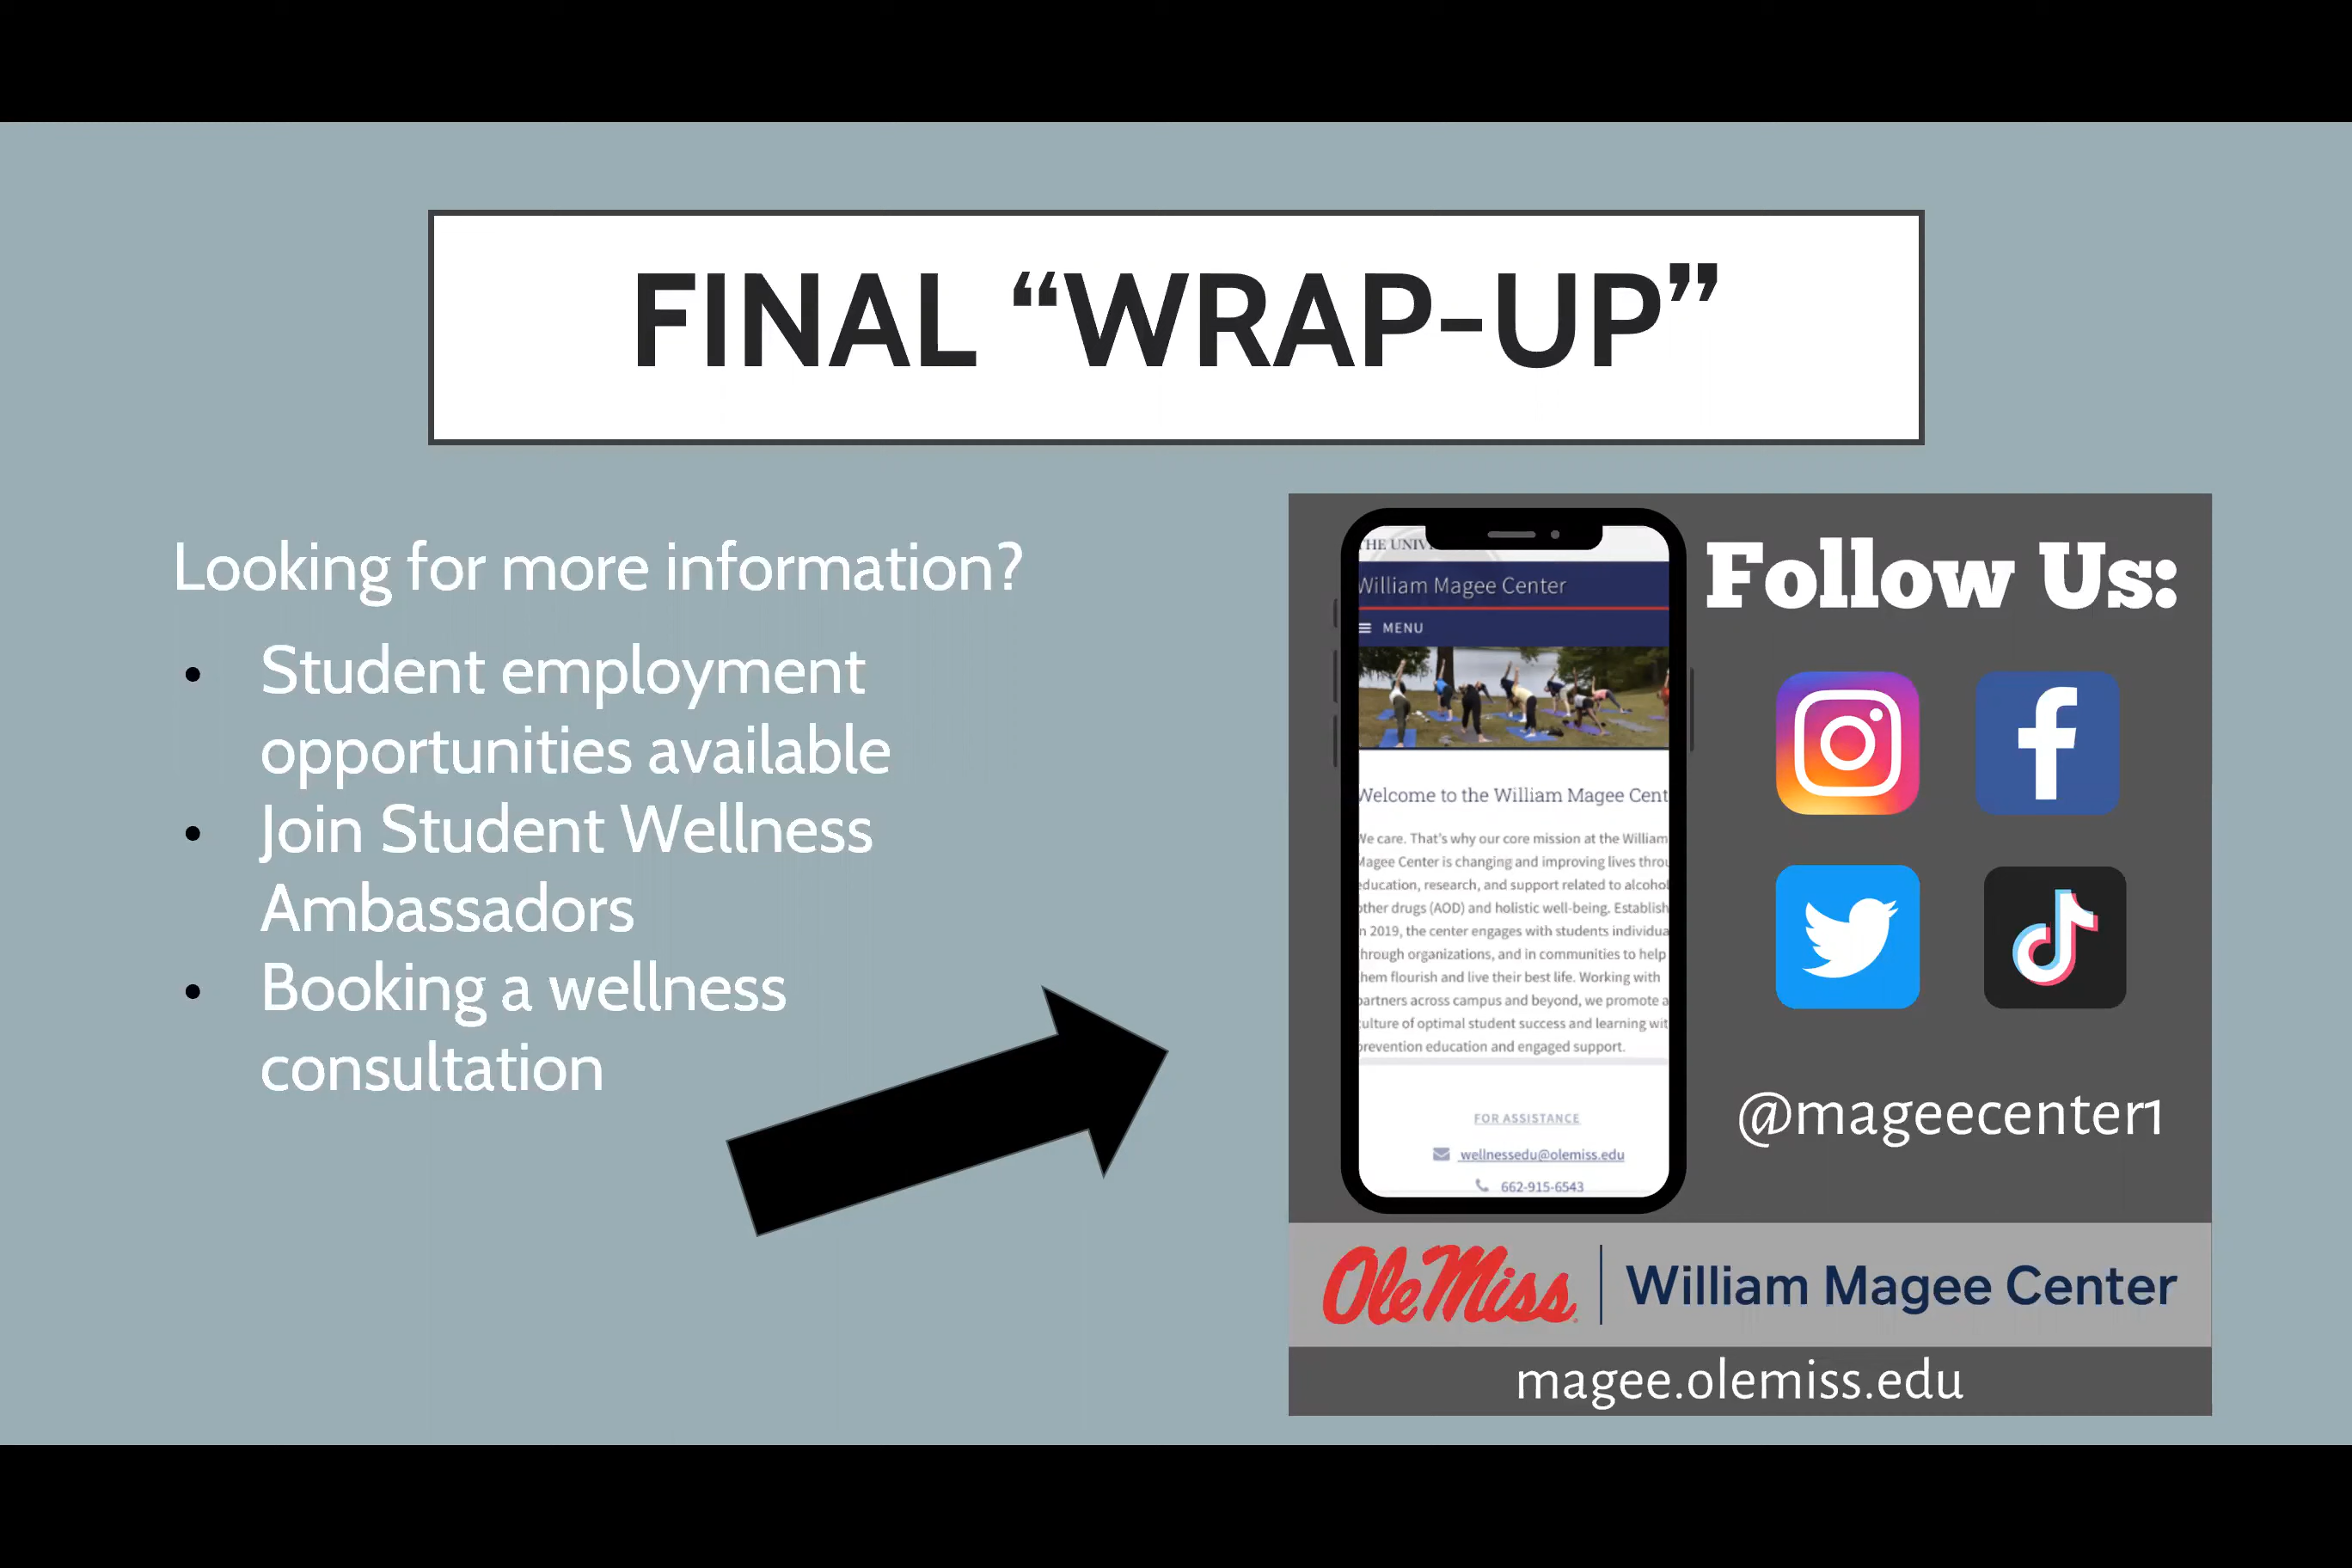 FINAL “WRAP-UP”
Looking for more information?
• Student employment
opportunities available
• Join Student Wellness
Ambassadors
• Booking a wellness
consultation
THE UNIV
William Magee Center
MENU
Welcome to the William Magee Cent
We care. That's why our core mission at the William
Magee Center is changing and improving lives throu
education, research, and support related to alcohol
other drugs (AOD) and holistic well-being. Establish
in 2019, the center engages with students individua
through organizations, and in communities to help
them flourish and live their best life. Working with
partners across campus and beyond, we promote a
culture of optimal student success and learning wit
prevention education and engaged support.
FOR ASSISTANCE
wellnessedu@olemiss.edu
662-915-6543
Follow Us:
@mageecenter1
Ole Miss
William Magee Center
magee.olemiss.edu